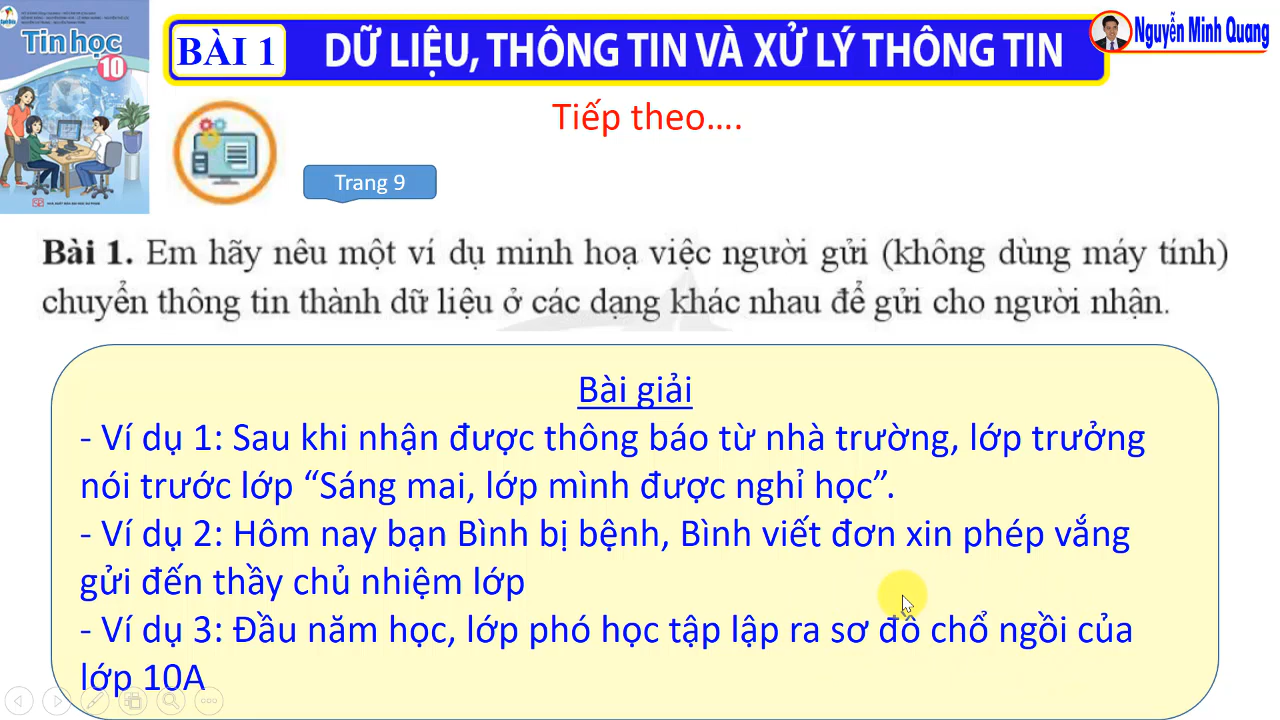 Tin học
10
BÀI 1
DỮ LIỆU, THÔNG TIN VÀ XỬ LÝ THÔNG TIN
Nguyễn Minh Quang
Tiếp theo....
Trang 9
Bài 1. Em hãy nêu một ví dụ minh hoạ việc người gửi (không dùng máy tính)
chuyển thông tin thành dữ liệu ở các dạng khác nhau để gửi cho người nhận.
Bài giải
- Ví dụ 1: Sau khi nhận được thông báo từ nhà trường, lớp trưởng
nói trước lớp “Sáng mai, lớp mình được nghỉ học”.
- Ví dụ 2: Hôm nay bạn Bình bị bệnh, Bình viết đơn xin phép vắng
gửi đến thầy chủ nhiệm lớp
- Ví dụ 3: Đầu năm học, lớp phó học tập lập ra sơ đồ chổ ngồi của
lớp 10A